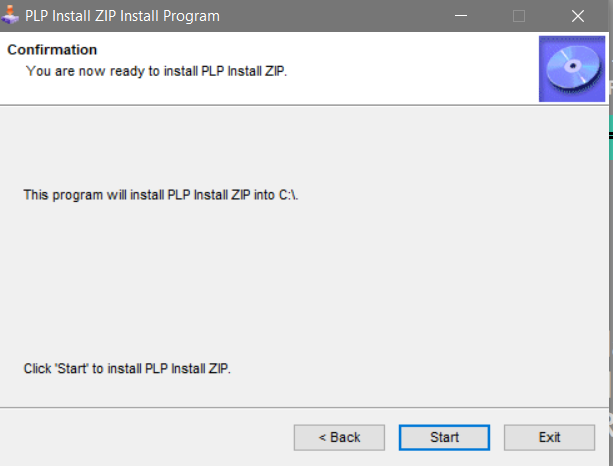 PLP Install ZIP Install Program
Confirmation
You are now ready to install PLP Install ZIP.
This program will install PLP Install ZIP into C:\.
Click 'Start' to install PLP Install ZIP.
< Back
Start
Exit